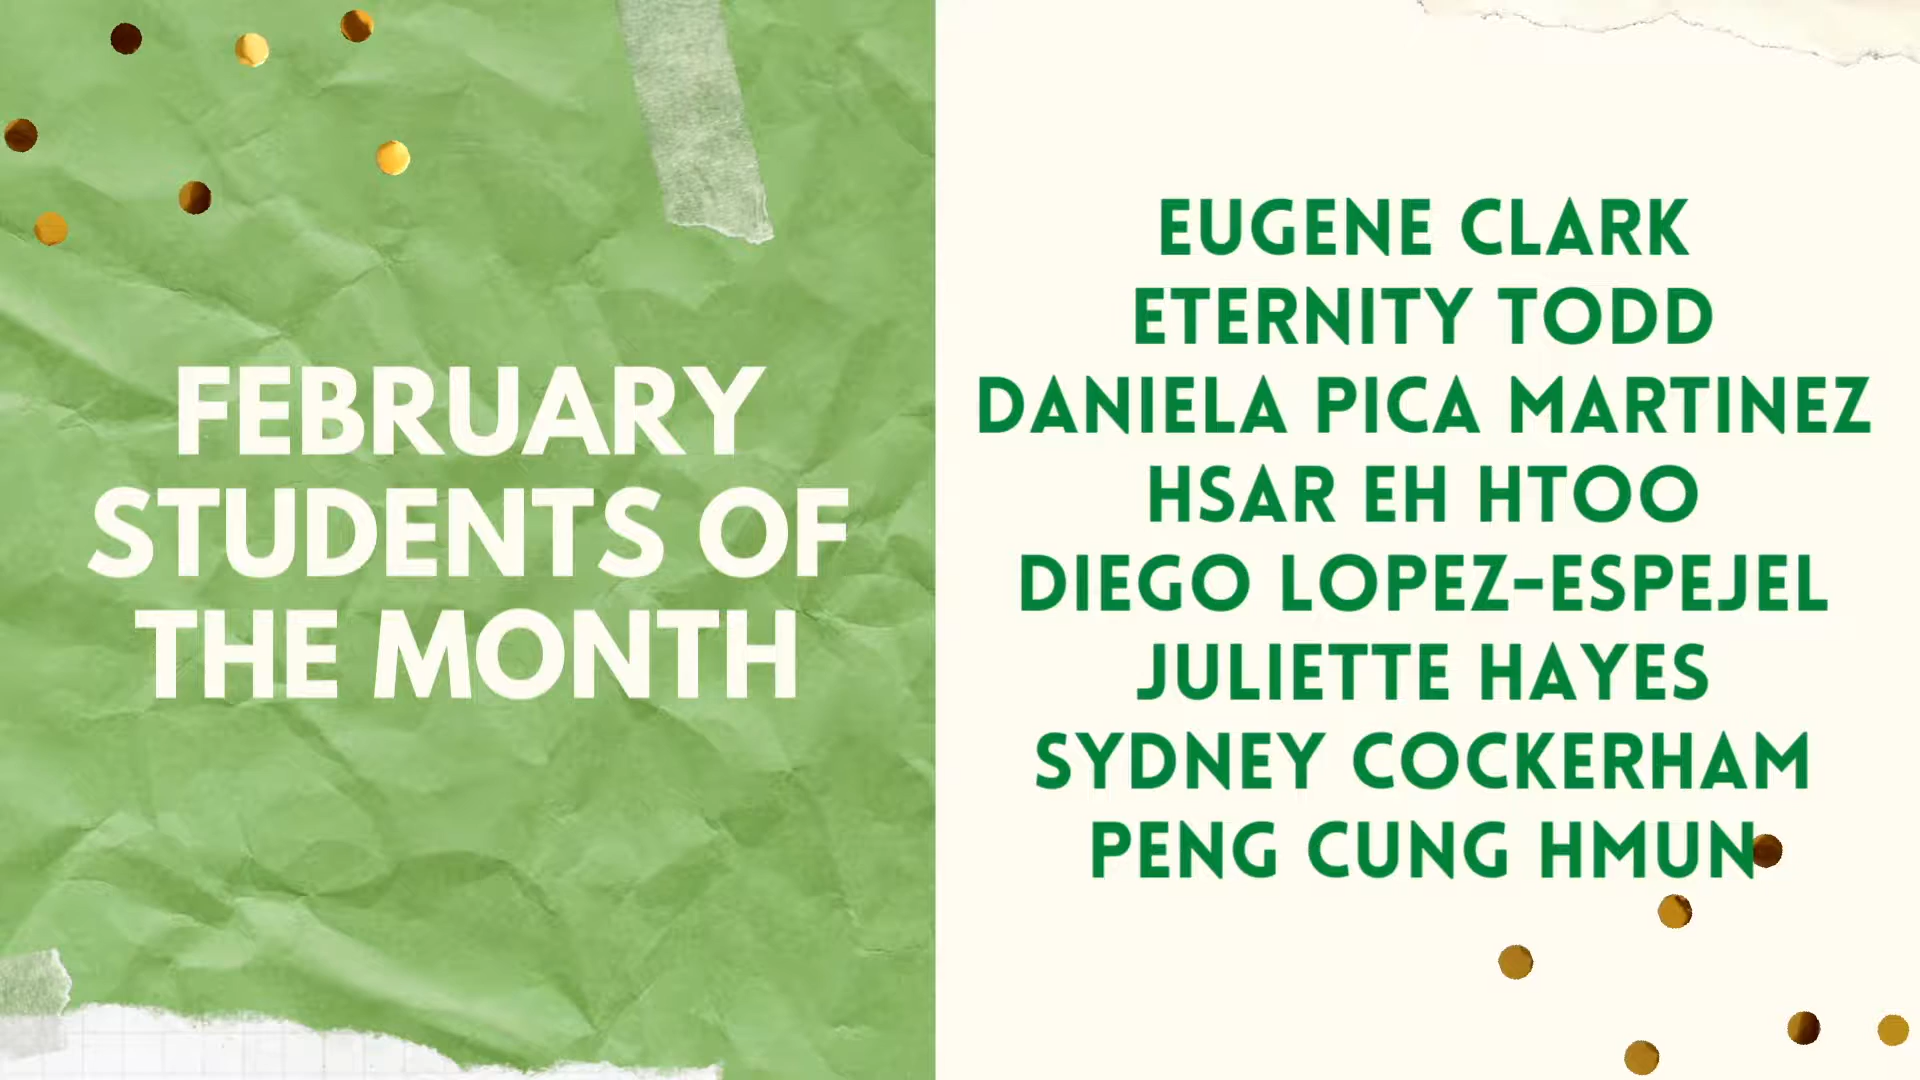 FEBRUARY
STUDENTS OF
THE MONTH
EUGENE CLARK
ETERNITY TODD
DANIELA PICA MARTINEZ
HSAR EH HTOO
DIEGO LOPEZ-ESPEJEL
JULIETTE HAYES
SYDNEY COCKERHAM
PENG CUNG HMUN